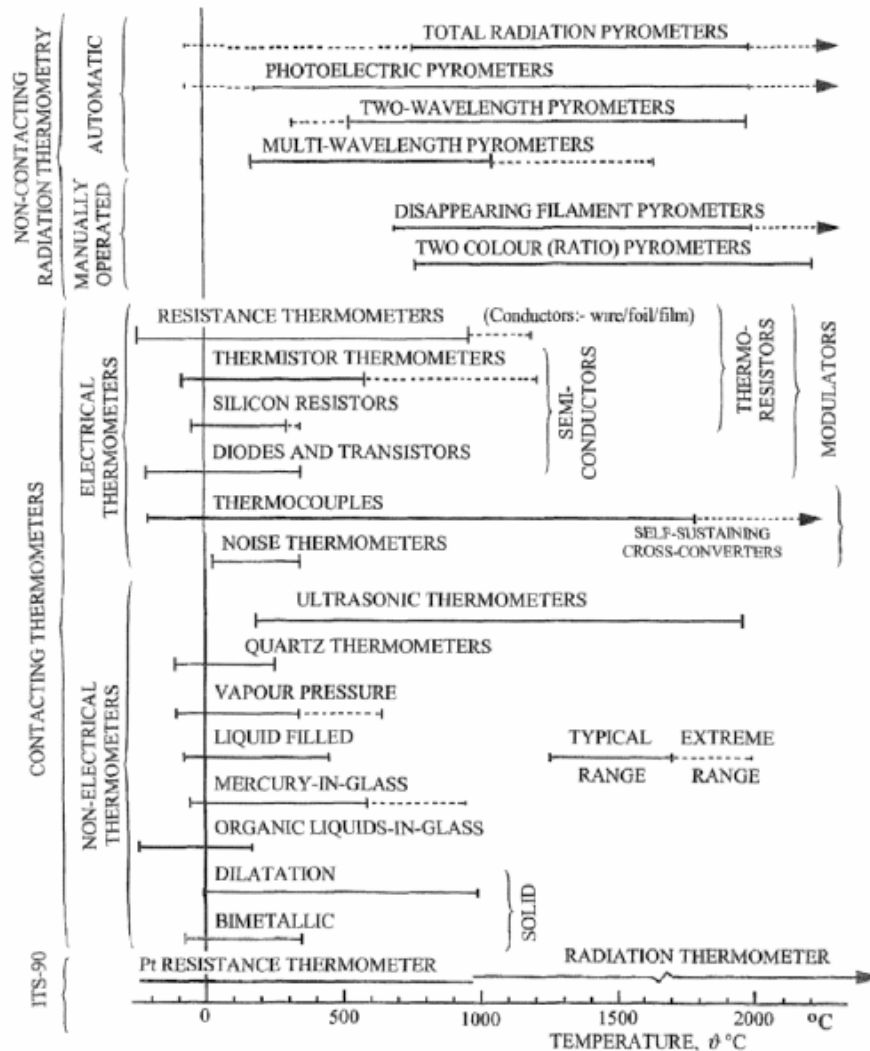 NON-CONTACTING
RADIATION THERMOMETRY
AUTOMATIC
TOTAL RADIATION PYROMETERS
PHOTOELECTRIC PYROMETERS
TWO-WAVELENGTH PYROMETERS
MULTI-WAVELENGTH PYROMETERS
MANUALLY
OPERATED
DISAPPEARING FILAMENT PYROMETERS
TWO COLOUR (RATIO) PYROMETERS
CONTACTING THERMOMETERS
ELECTRICAL
THERMOMETERS
RESISTANCE THERMOMETERS (Conductors:- wire/foil/film)
THERMISTOR THERMOMETERS
SILICON RESISTORS
DIODES AND TRANSISTORS
SEMI-
CONDUCTORS
THERMO-
RESISTORS
MODULATORS
THERMOCOUPLES
SELF-SUSTAINING
CROSS-CONVERTERS
NOISE THERMOMETERS
NON-ELECTRICAL
THERMOMETERS
ULTRASONIC THERMOMETERS
QUARTZ THERMOMETERS
VAPOUR PRESSURE
LIQUID FILLED
TYPICAL EXTREME
RANGE RANGE
MERCURY-IN-GLASS
ORGANIC LIQUIDS-IN-GLASS
DILATATION
BIMETALLIC
SOLID
ITS-90
Pt RESISTANCE THERMOMETER
RADIATION THERMOMETER
0 500 1000 1500 2000 °C
TEMPERATURE, ϑ °C